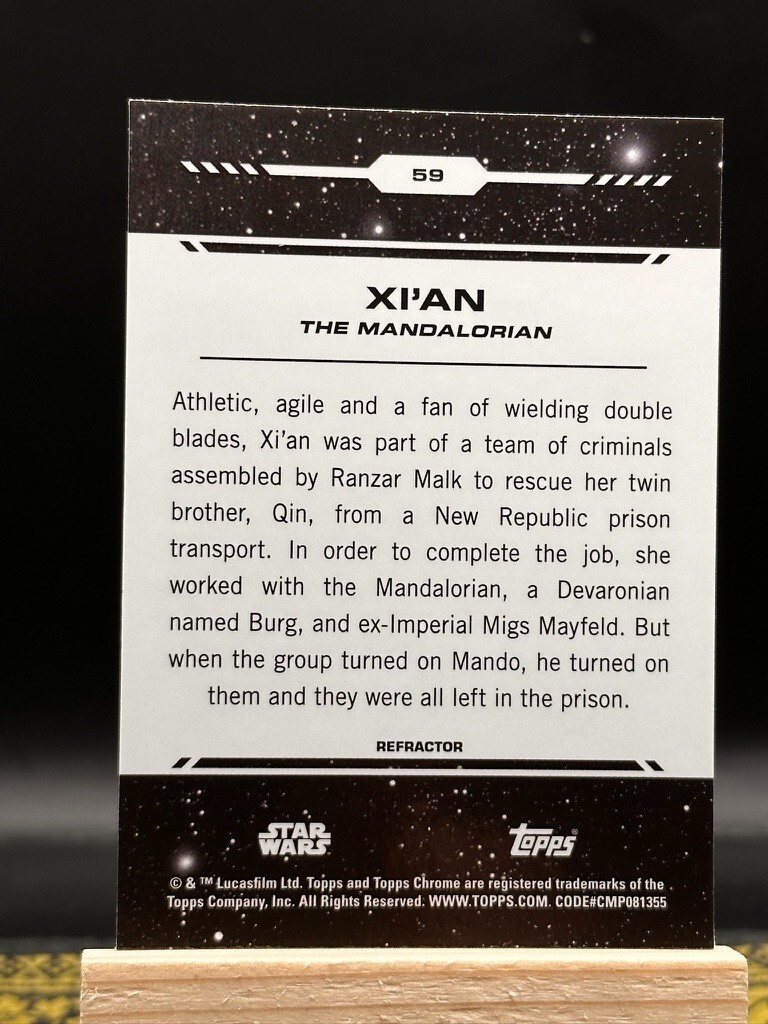 59
XI'AN
THE MANDALORIAN
Athletic, agile and a fan of wielding double
blades, Xi'an was part of a team of criminals
assembled by Ranzar Malk to rescue her twin
brother, Qin, from a New Republic prison
transport. In order to complete the job, she
worked with the Mandalorian, a Devaronian
named Burg, and ex-Imperial Migs Mayfeld. But
when the group turned on Mando, he turned on
them and they were all left in the prison.
REFRACTOR
STAR WARS
Topps®
© & ™ Lucasfilm Ltd. Topps and Topps Chrome are registered trademarks of the
Topps Company, Inc. All Rights Reserved. WWW.TOPPS.COM. CODE#CMP081355